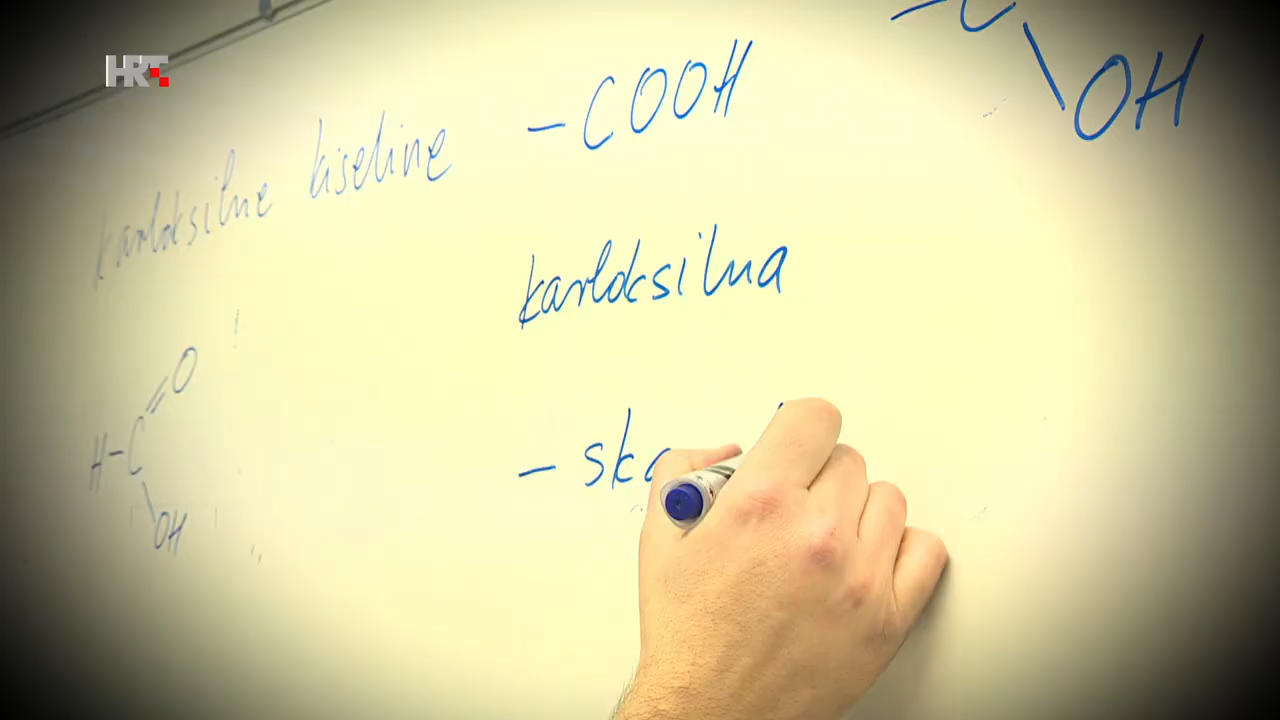 HRT
karboksilne kiseline -COOH
-C
OH
karboksilna
H-C
=O
OH
- ska